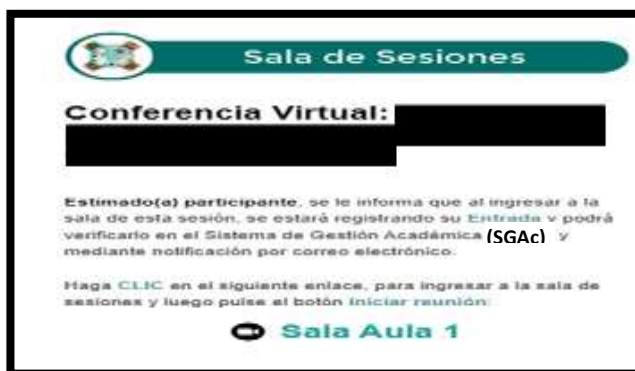 Sala de Sesiones
Conferencia Virtual:
Estimado(a) participante, se le informa que al ingresar a la
sala de esta sesión, se estará registrando su Entrada y podrá
verificarlo en el Sistema de Gestión Académica (SGAc) y
mediante notificación por correo electrónico.
Haga CLIC en el siguiente enlace, para ingresar a la sala de
sesiones y luego pulse el botón Iniciar reunión:
Sala Aula 1